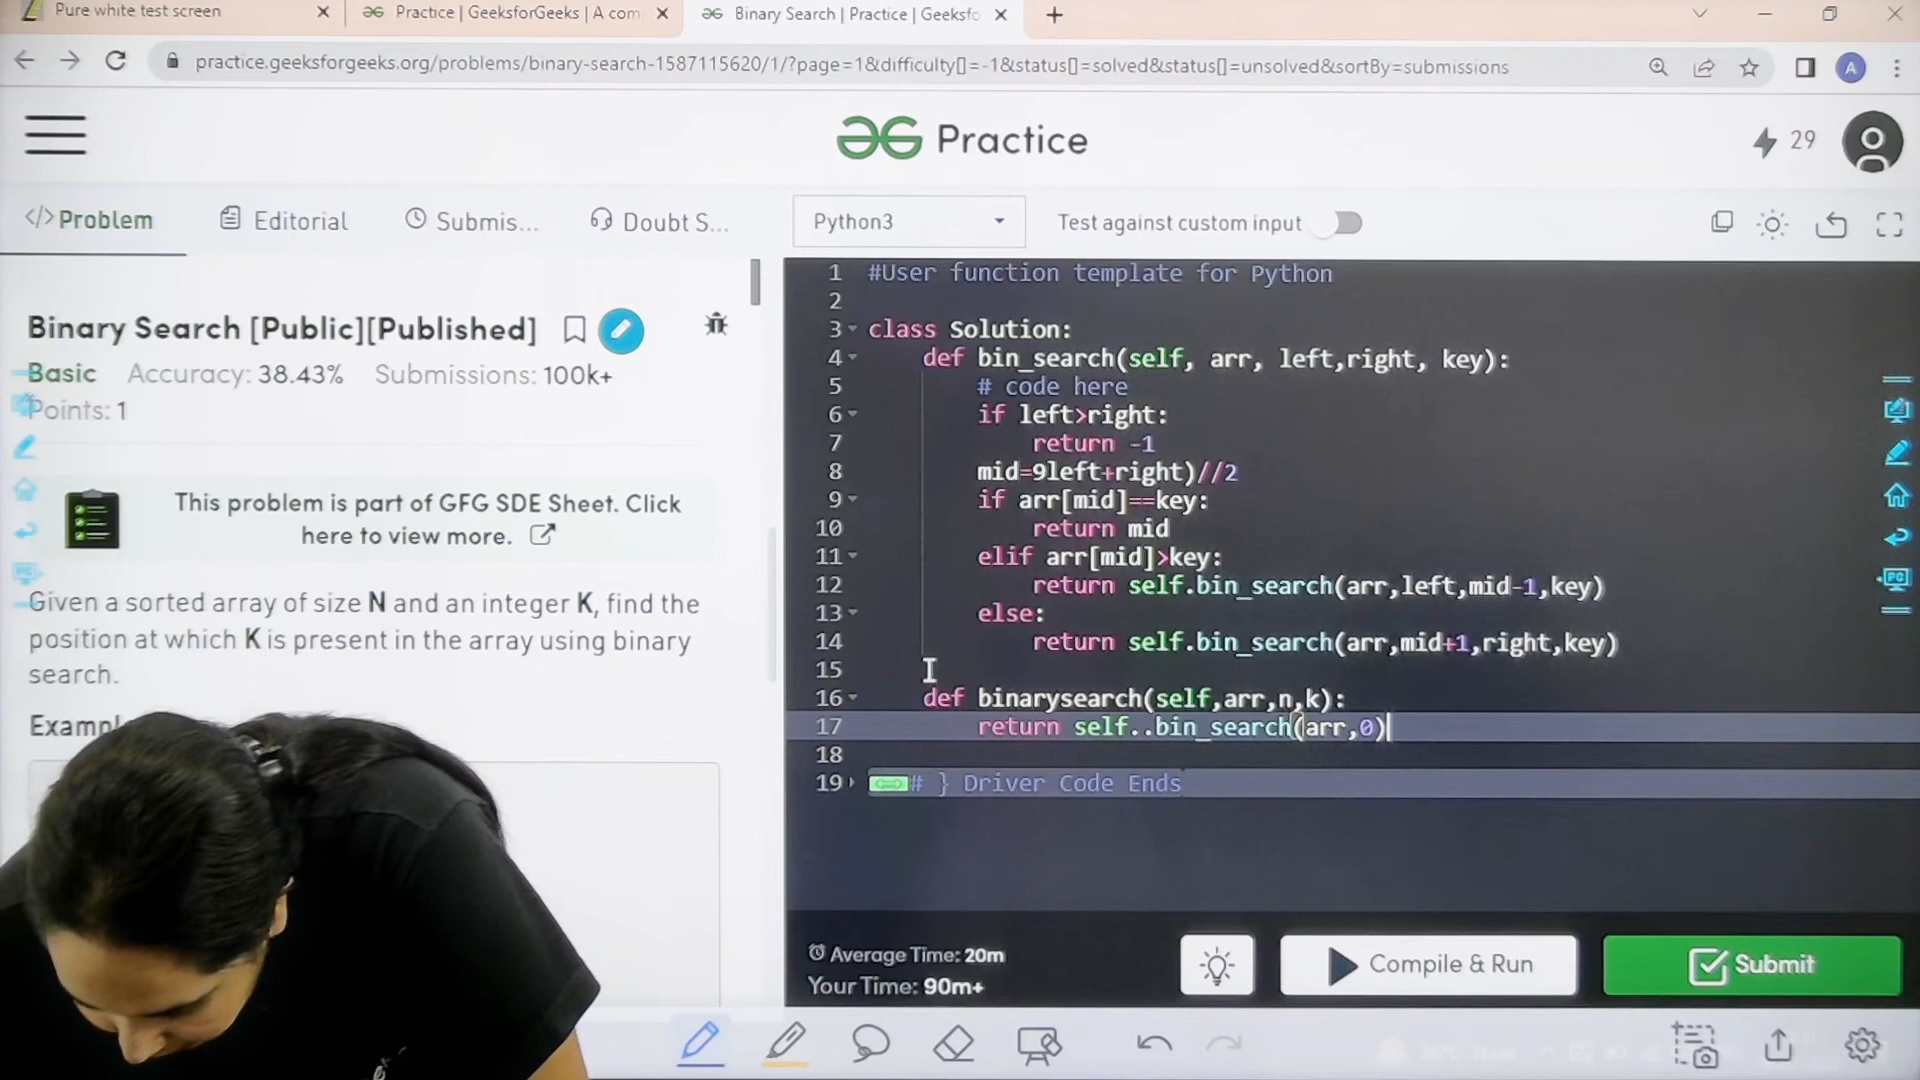 Pure white test screen
Practice | GeeksforGeeks | A com
Binary Search | Practice | Geeksfo
practice.geeksforgeeks.org/problems/binary-search-1587115620/1/?page=1&difficulty[]=-1&status[]=solved&status[]=unsolved&sortBy=submissions
A
Practice
29
</> Problem
Editorial
Submis...
Doubt S...
Python3
Test against custom input
Binary Search [Public][Published]
Basic Accuracy: 38.43% Submissions: 100k+
Points: 1
This problem is part of GFG SDE Sheet. Click
here to view more.
Given a sorted array of size N and an integer K, find the
position at which K is present in the array using binary
search.
Exampl
1 #User function template for Python
2
3 class Solution:
4 def bin_search(self, arr, left,right, key):
5 # code here
6 if left>right:
7 return -1
8 mid=9left+right)//2
9 if arr[mid]==key:
10 return mid
11 elif arr[mid]>key:
12 return self.bin_search(arr,left,mid-1,key)
13 else:
14 return self.bin_search(arr,mid+1,right,key)
15
16 def binarysearch(self,arr,n,k):
17 return self..bin_search(arr,0)
18
19 # } Driver Code Ends
Average Time: 20m
Your Time: 90m+
Compile & Run
Submit